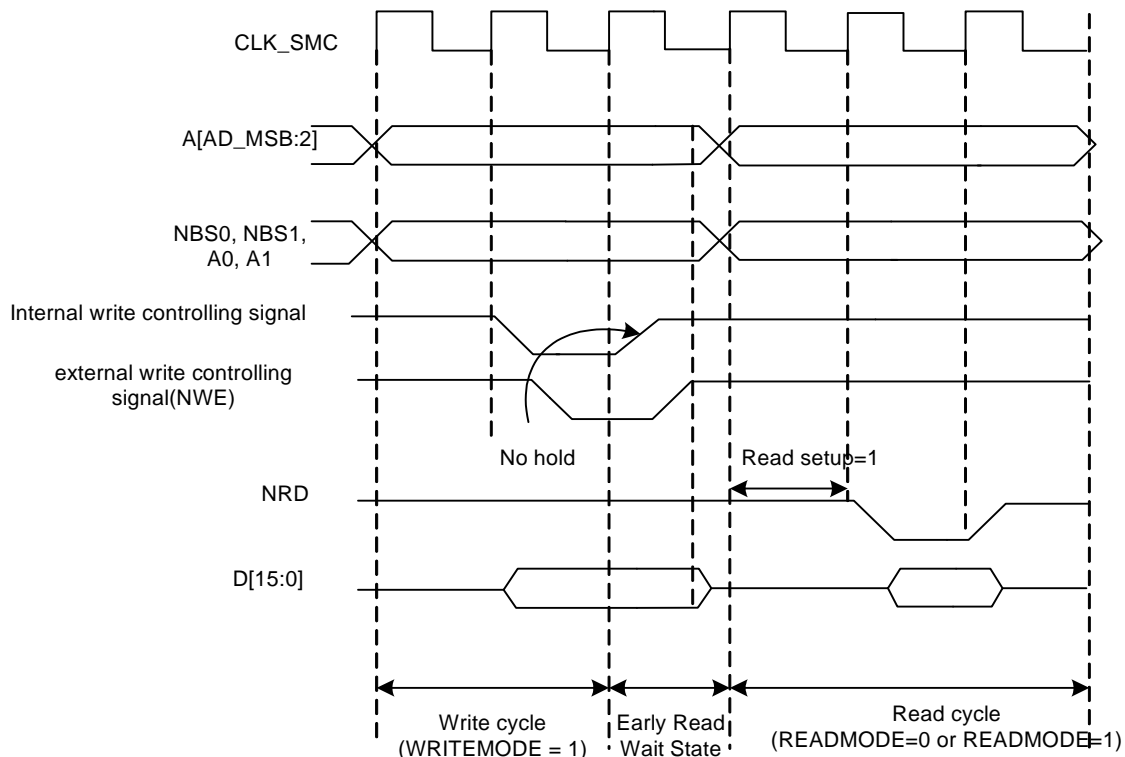 CLK_SMC
A[AD_MSB:2]
NBS0, NBS1,
A0, A1
Internal write controlling signal
external write controlling
signal(NWE)
No hold
Read setup=1
NRD
D[15:0]
Write cycle
(WRITEMODE = 1)
Early Read
Wait State
Read cycle
(READMODE=0 or READMODE=1)